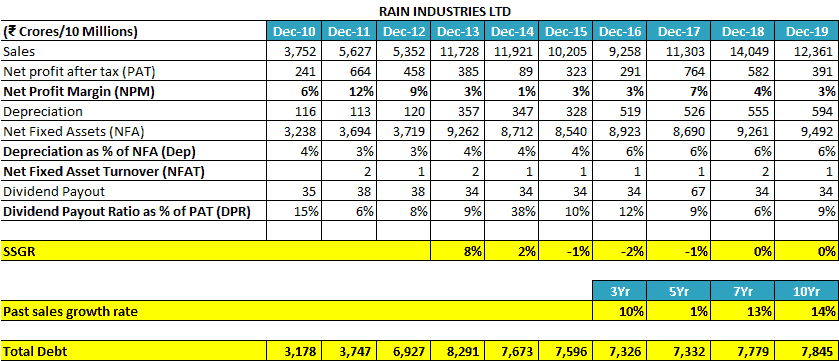 RAIN INDUSTRIES LTD
(₹ Crores/10 Millions) Dec-10 Dec-11 Dec-12 Dec-13 Dec-14 Dec-15 Dec-16 Dec-17 Dec-18 Dec-19
Sales 3,752 5,627 5,352 11,728 11,921 10,205 9,258 11,303 14,049 12,361
Net profit after tax (PAT) 241 664 458 385 89 323 291 764 582 391
Net Profit Margin (NPM) 6% 12% 9% 3% 1% 3% 3% 7% 4% 3%
Depreciation 116 113 120 357 347 328 519 526 555 594
Net Fixed Assets (NFA) 3,238 3,694 3,719 9,262 8,712 8,540 8,923 8,690 9,261 9,492
Depreciation as % of NFA (Dep) 4% 3% 3% 4% 4% 4% 6% 6% 6% 6%
Net Fixed Asset Turnover (NFAT) 2 1 2 1 1 1 1 2 1
Dividend Payout 35 38 38 34 34 34 34 67 34 34
Dividend Payout Ratio as % of PAT (DPR) 15% 6% 8% 9% 38% 10% 12% 9% 6% 9%
SSGR 8% 2% -1% -2% -1% 0% 0%
3Yr 5Yr 7Yr 10Yr
Past sales growth rate 10% 1% 13% 14%
Total Debt 3,178 3,747 6,927 8,291 7,673 7,596 7,326 7,332 7,779 7,845